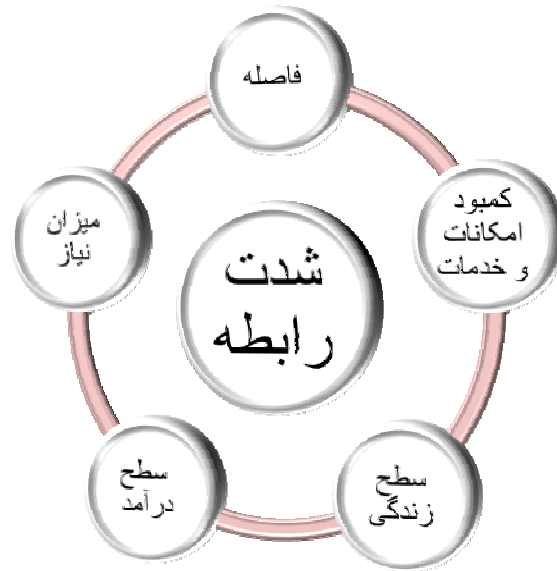 فاصله
کمبود
امکانات
و خدمات
سطح
زندگی
سطح
درآمد
میزان
نیاز
شدت
رابطه